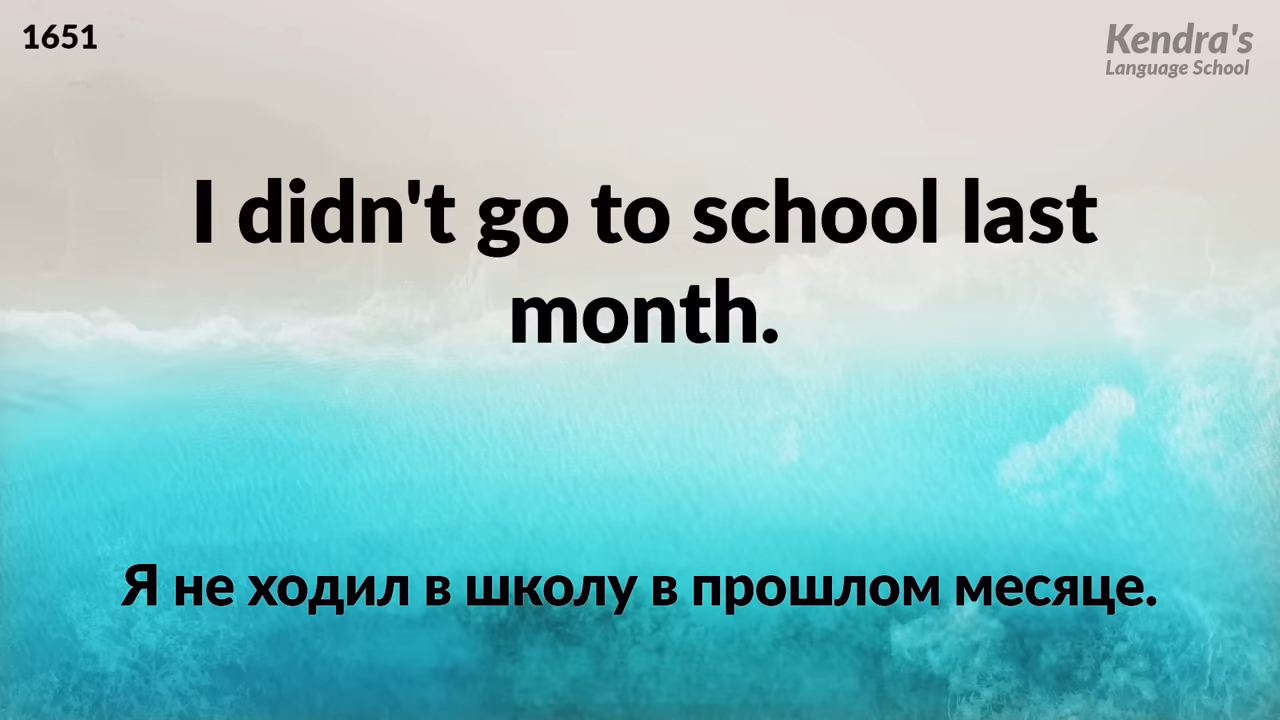 1651
Kendra's
Language School
I didn't go to school last
month.
Я не ходил в школу в прошлом месяце.